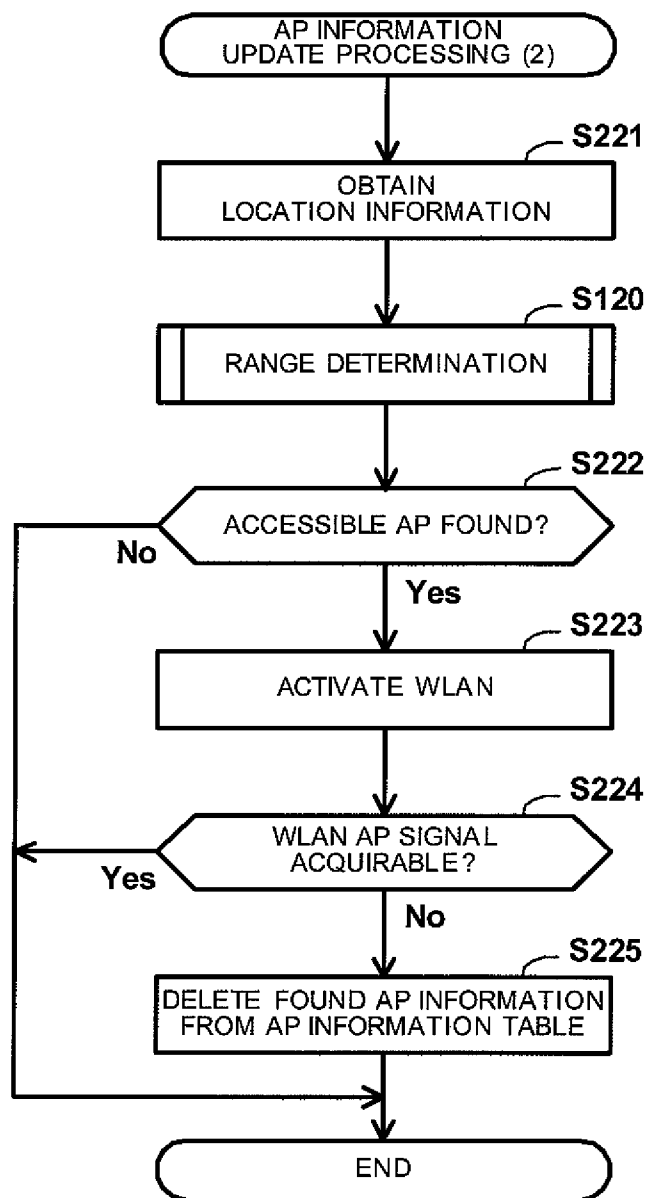 AP INFORMATION
UPDATE PROCESSING (2)
S221
OBTAIN
LOCATION INFORMATION
S120
RANGE DETERMINATION
S222
ACCESSIBLE AP FOUND?
No
Yes
S223
ACTIVATE WLAN
S224
WLAN AP SIGNAL
ACQUIRABLE?
Yes
No
S225
DELETE FOUND AP INFORMATION
FROM AP INFORMATION TABLE
END